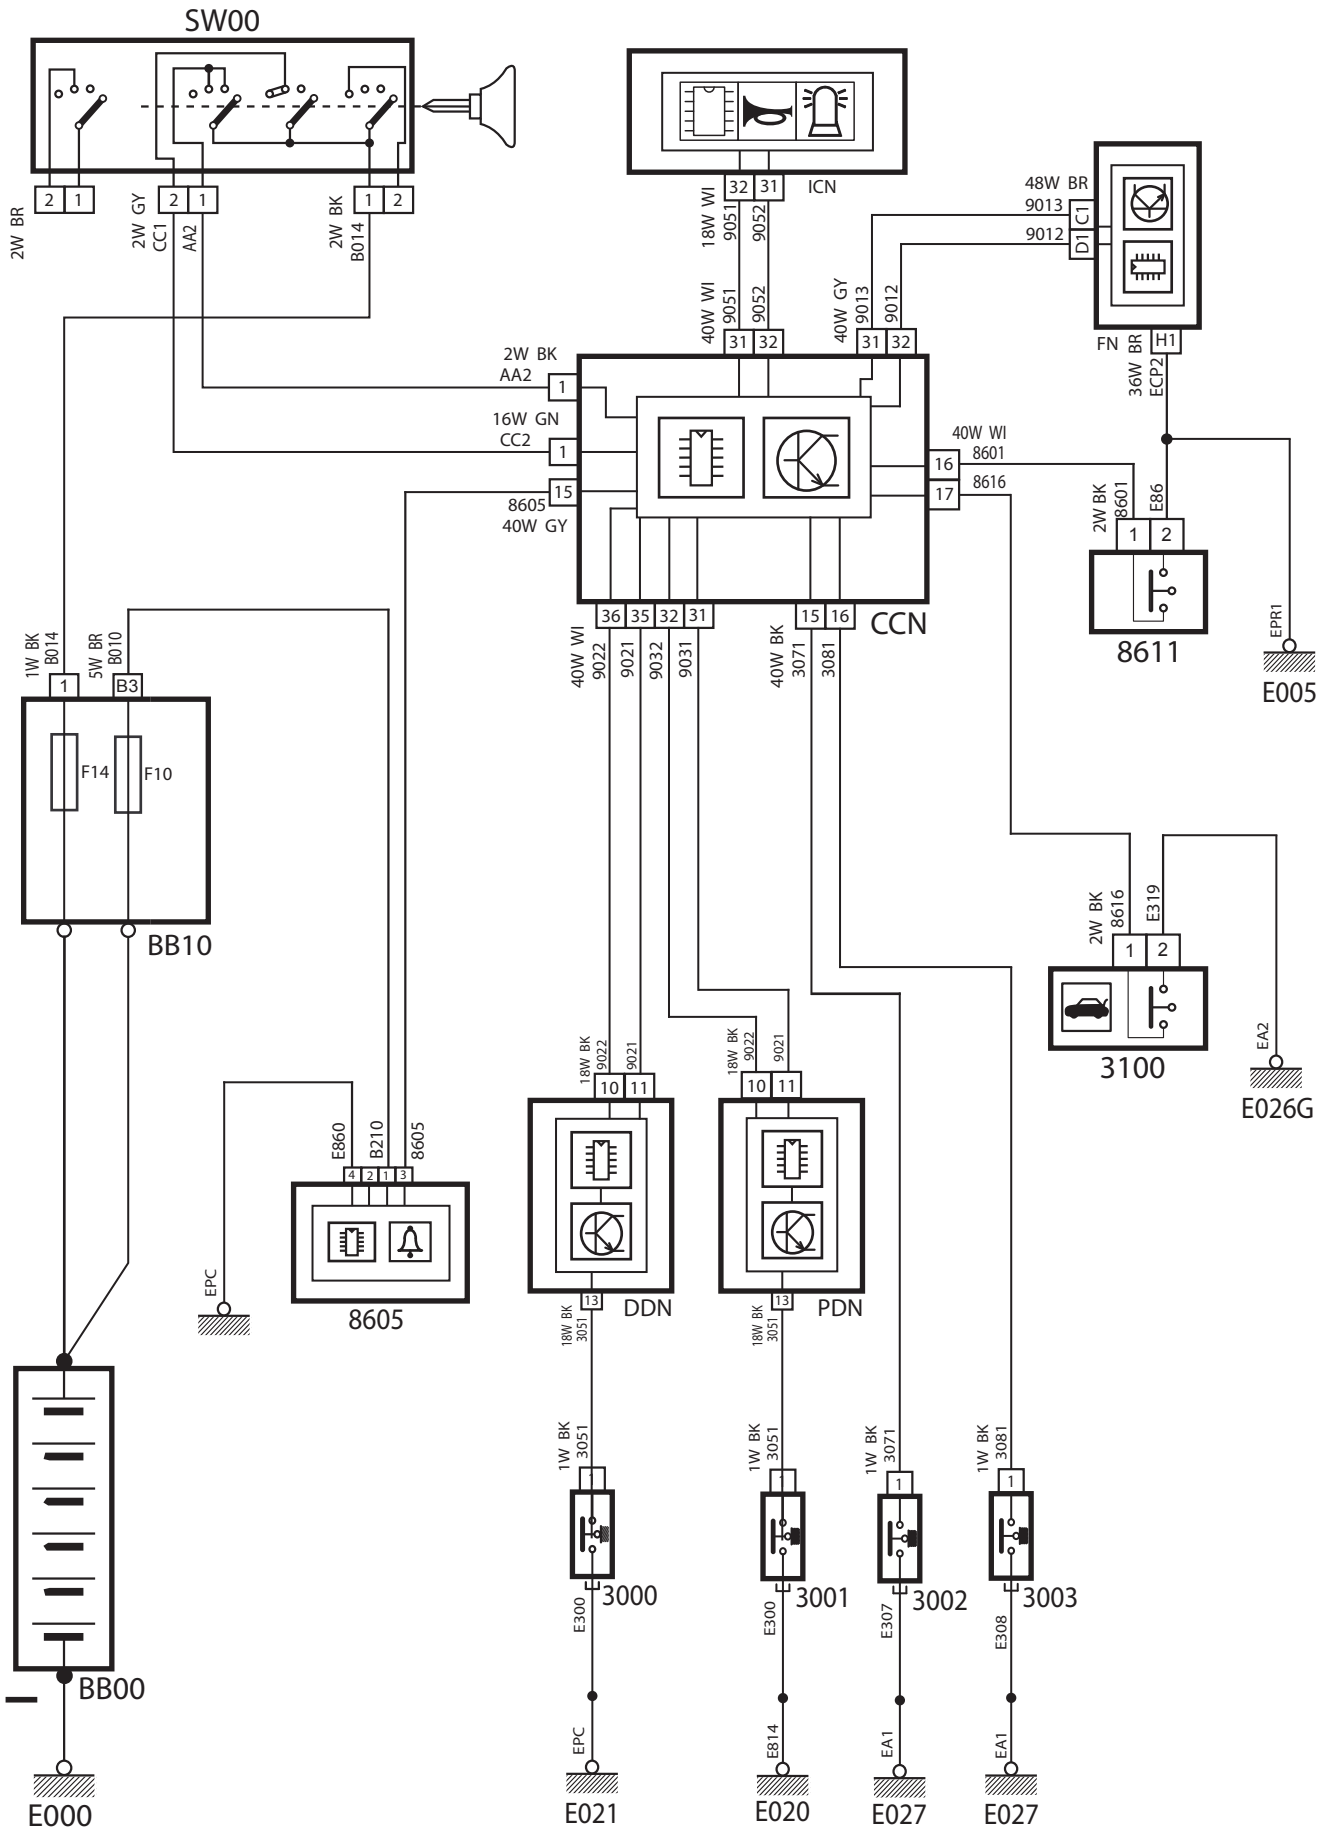 SW00
2
1
2
1
1
2
2W BR
2W GY
CC1
AA2
2W BK
B014
ICN
32
31
18W WI
9051
9052
40W WI
9051
9052
31
32
40W GY
9013
9012
31
32
48W BR
9013
C1
9012
D1
FN
H1
36W BR
ECP2
2W BK
AA2
1
16W GN
CC2
1
15
8605
40W GY
40W WI
16
8601
17
8616
36
35
32
31
15
16
CCN
40W WI
9022
9021
9032
9031
40W BK
3071
3081
2W BK
8601
E86
1
2
8611
EPR1
E005
1W BK
B014
5W BR
B010
1
B3
F14
F10
BB10
2W BK
8616
E319
1
2
3100
EA2
E026G
E860
B210
8605
4
2
1
3
8605
EPC
18W BK
9022
9021
10
11
13
DDN
18W BK
3051
18W BK
9022
9021
10
11
13
PDN
18W BK
3051
1W BK
3051
1
3000
E300
EPC
E021
1W BK
3051
1
3001
E300
E814
E020
1W BK
3071
1
3002
E307
EA1
E027
1W BK
3081
1
3003
E308
EA1
E027
BB00
E000